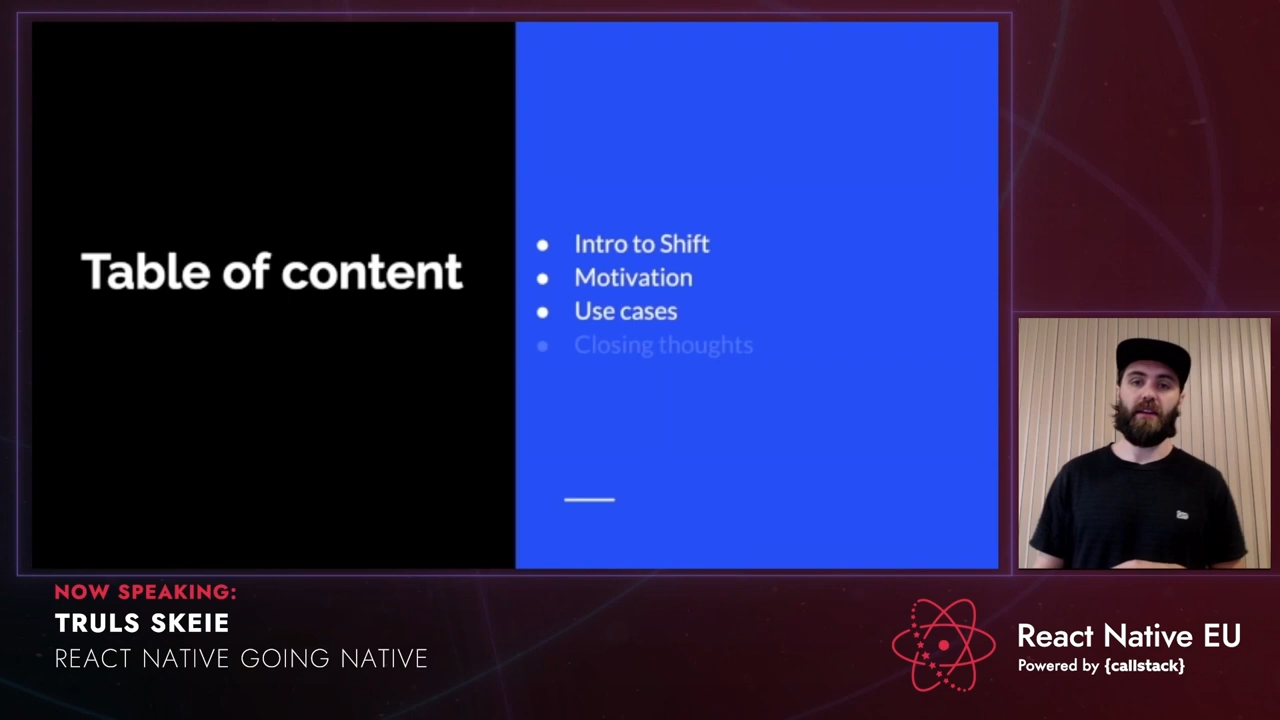 Table of content
● Intro to Shift
● Motivation
● Use cases
● Closing thoughts
NOW SPEAKING:
TRULS SKEIE
REACT NATIVE GOING NATIVE
React Native EU
Powered by {callstack}